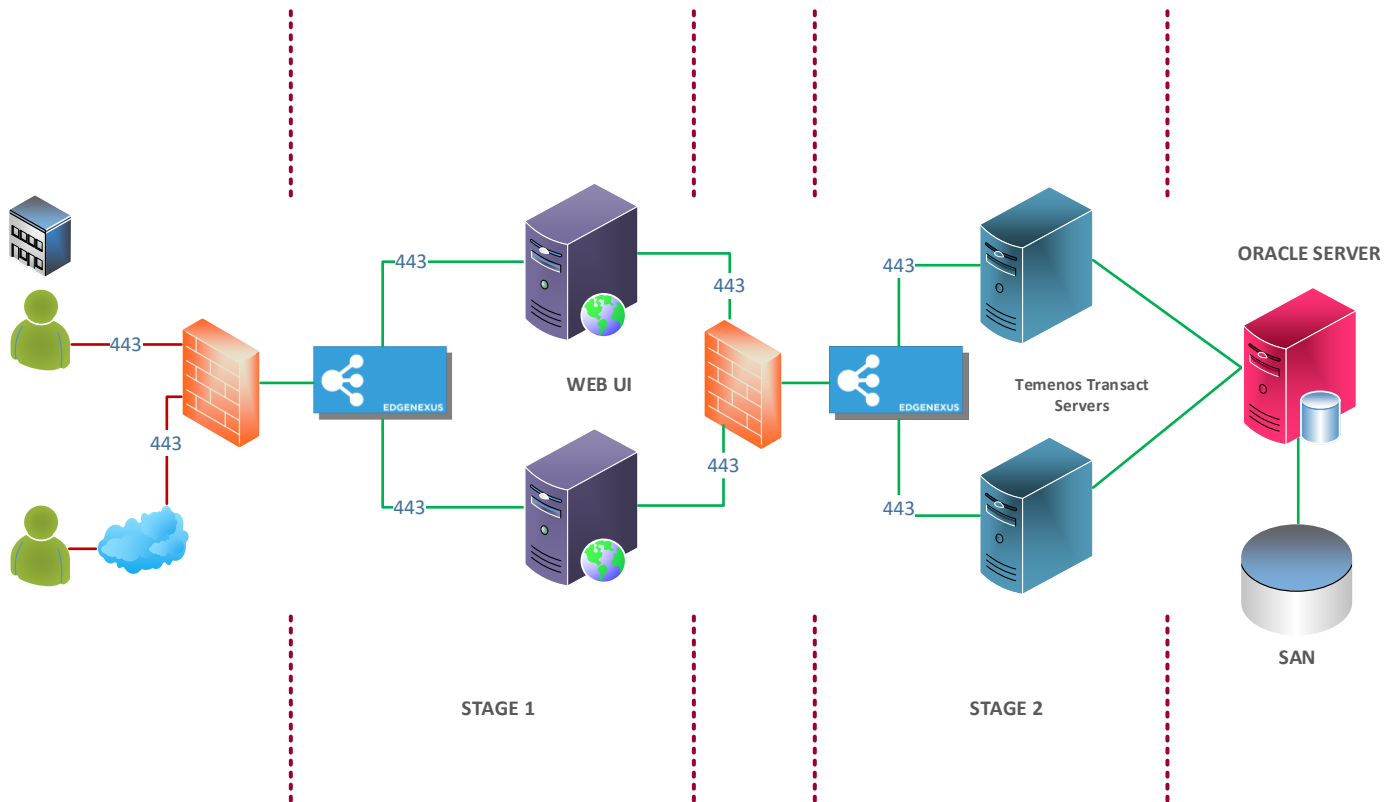 443
443
EDGENEXUS
443
443
WEB UI
443
443
EDGENEXUS
443
443
Temenos Transact
Servers
ORACLE SERVER
SAN
STAGE 1
STAGE 2